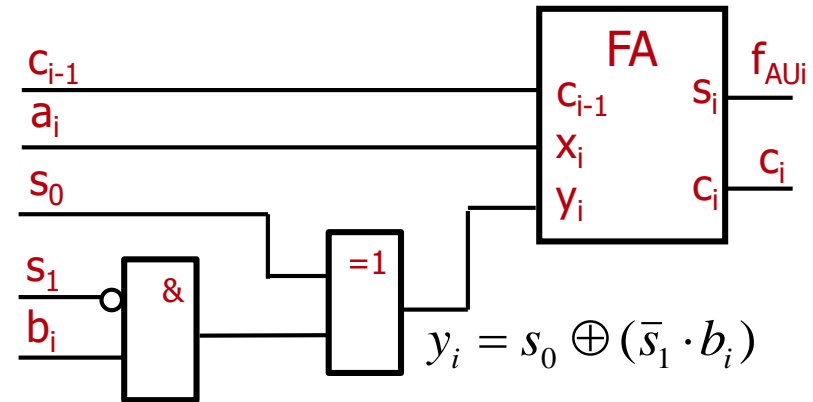 FA
c_{i-1}
f_{AUi}
c_{i-1}
s_i
a_i
x_i
c_i
s_0
y_i
c_i
=1
s_1
&
b_i
y_i = s_0 ⊕ (\bar{s}_1 · b_i)